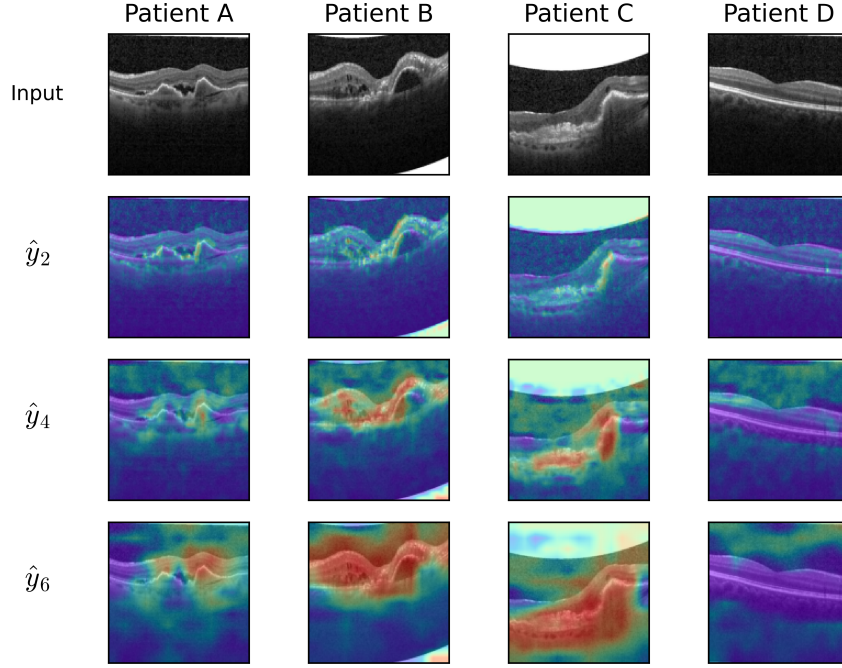 Patient A Patient B Patient C Patient D
Input
ŷ₂
ŷ₄
ŷ₆